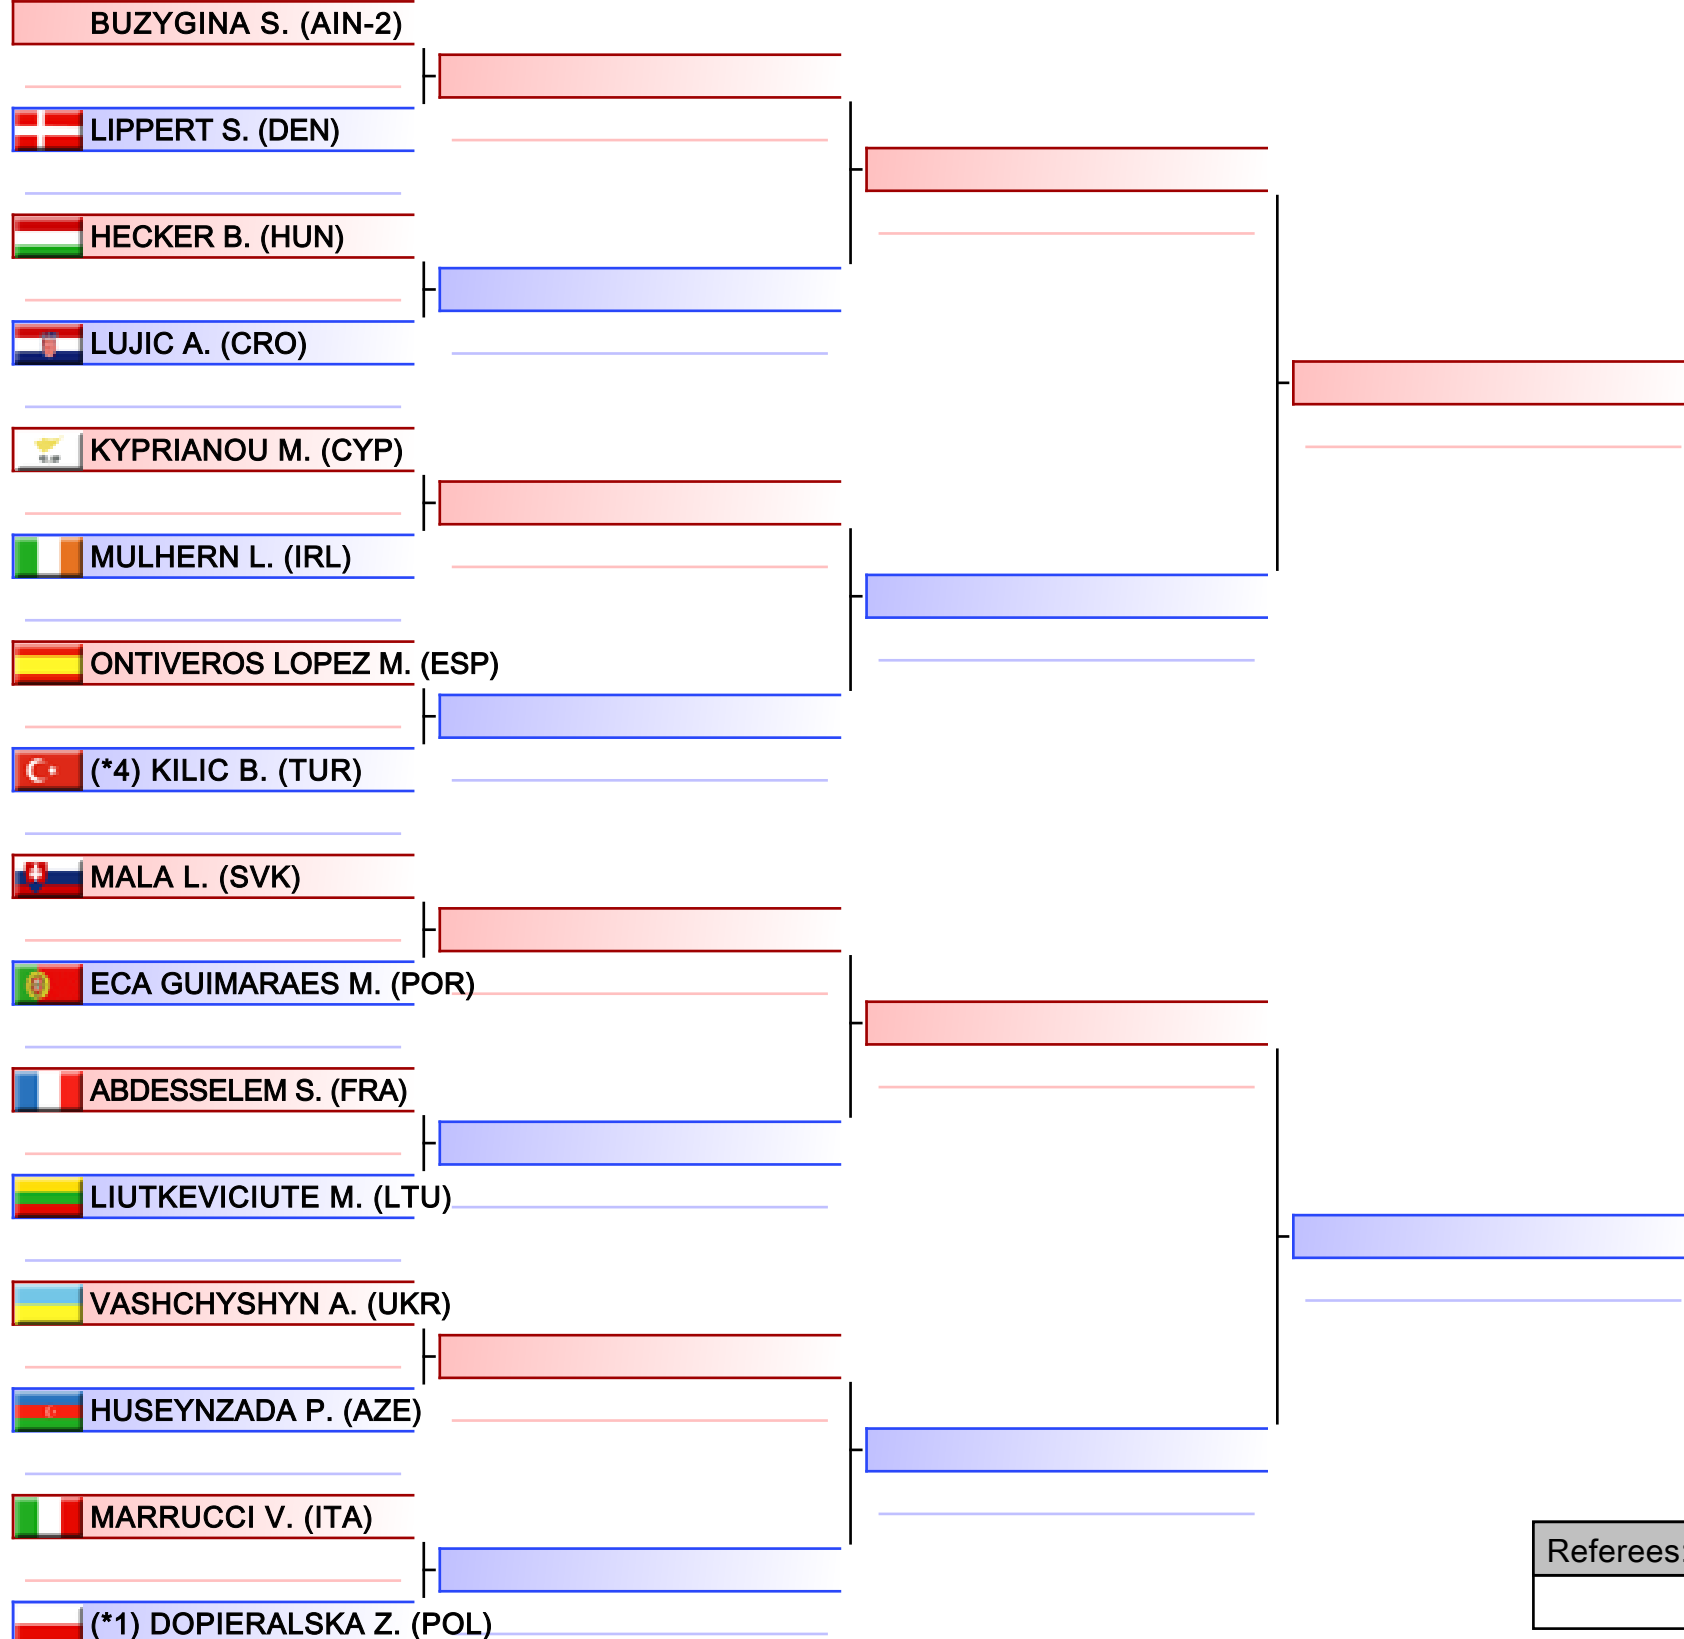 BUZYGINA S. (AIN-2)
LIPPERT S. (DEN)
HECKER B. (HUN)
LUJIC A. (CRO)
KYPRIANOU M. (CYP)
MULHERN L. (IRL)
ONTIVEROS LOPEZ M. (ESP)
(*4) KILIC B. (TUR)
MALA L. (SVK)
ECA GUIMARAES M. (POR)
ABDESSELEM S. (FRA)
LIUTKEVICIUTE M. (LTU)
VASHCHYSHYN A. (UKR)
HUSEYNZADA P. (AZE)
MARRUCCI V. (ITA)
Referees:
(*1) DOPIERALSKA Z. (POL)